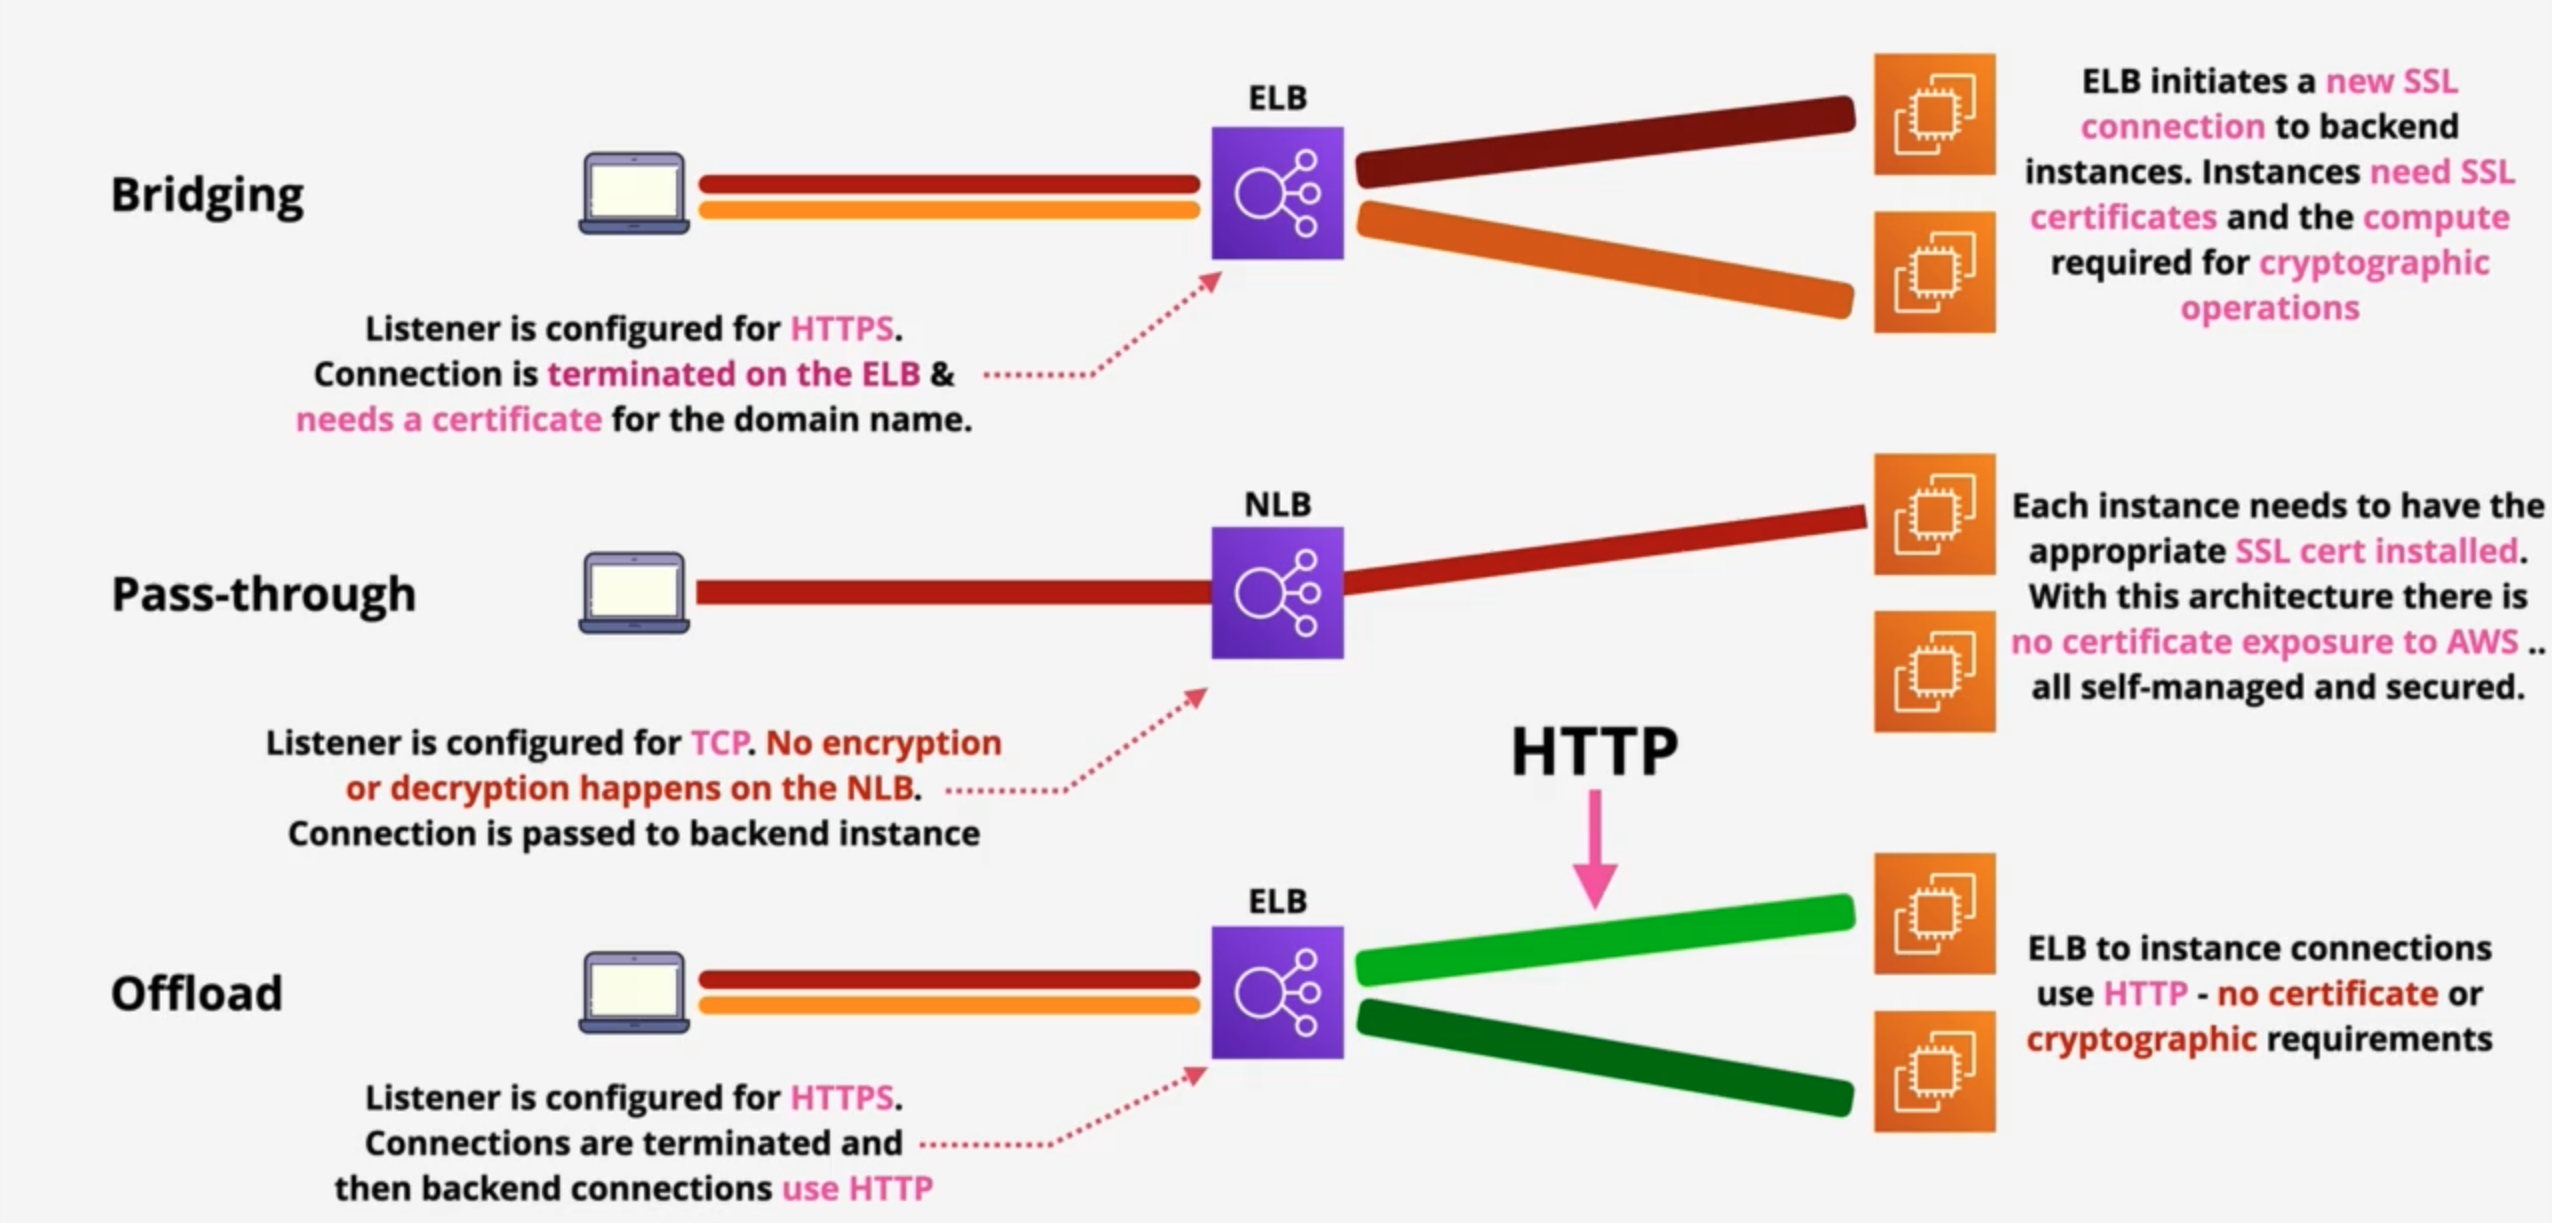 ELB
Bridging
Listener is configured for HTTPS.
Connection is terminated on the ELB &
needs a certificate for the domain name.
ELB initiates a new SSL
connection to backend
instances. Instances need SSL
certificates and the compute
required for cryptographic
operations
NLB
Pass-through
Listener is configured for TCP. No encryption
or decryption happens on the NLB.
Connection is passed to backend instance
Each instance needs to have the
appropriate SSL cert installed.
With this architecture there is
no certificate exposure to AWS ..
all self-managed and secured.
HTTP
ELB
Offload
Listener is configured for HTTPS.
Connections are terminated and
then backend connections use HTTP
ELB to instance connections
use HTTP - no certificate or
cryptographic requirements